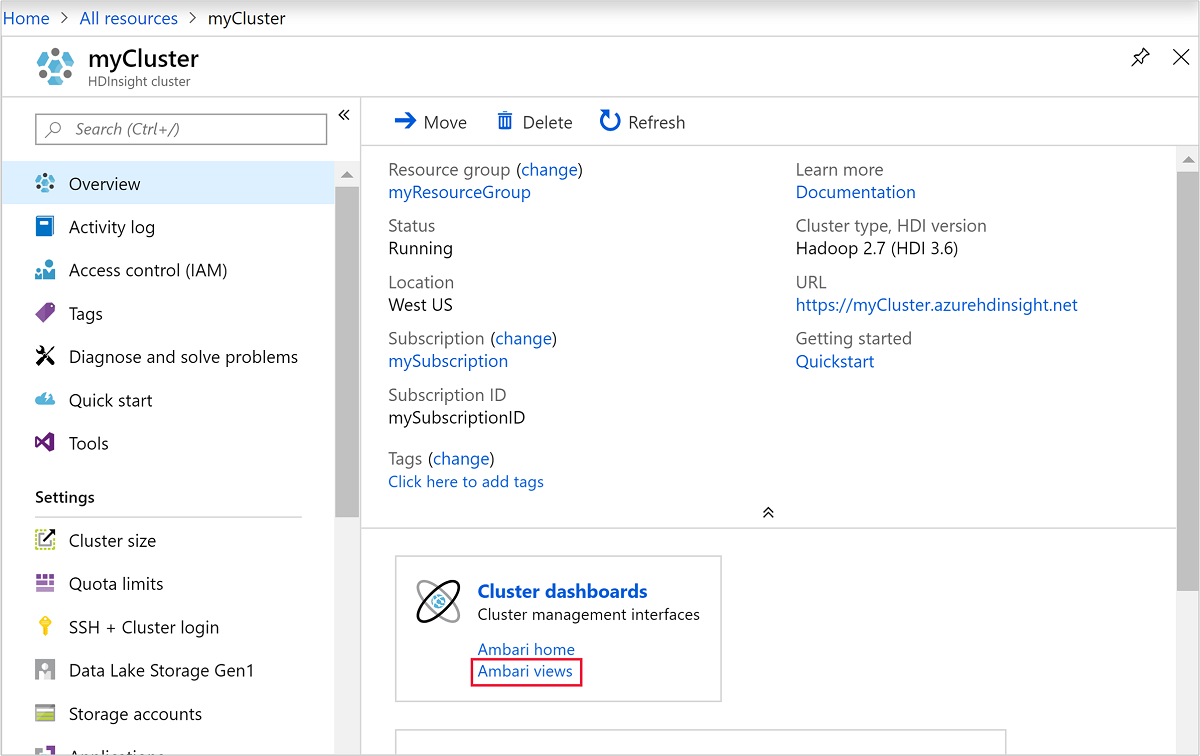 Home > All resources > myCluster
myCluster
HDInsight cluster
Search (Ctrl+/)
«
Overview
Activity log
Access control (IAM)
Tags
Diagnose and solve problems
Quick start
Tools
Settings
Cluster size
Quota limits
SSH + Cluster login
Data Lake Storage Gen1
Storage accounts
Applications
Move Delete Refresh
Resource group (change)
myResourceGroup
Status
Running
Location
West US
Subscription (change)
mySubscription
Subscription ID
mySubscriptionID
Tags (change)
Click here to add tags
Learn more
Documentation
Cluster type, HDI version
Hadoop 2.7 (HDI 3.6)
URL
https://myCluster.azurehdinsight.net
Getting started
Quickstart
Cluster dashboards
Cluster management interfaces
Ambari home
Ambari views